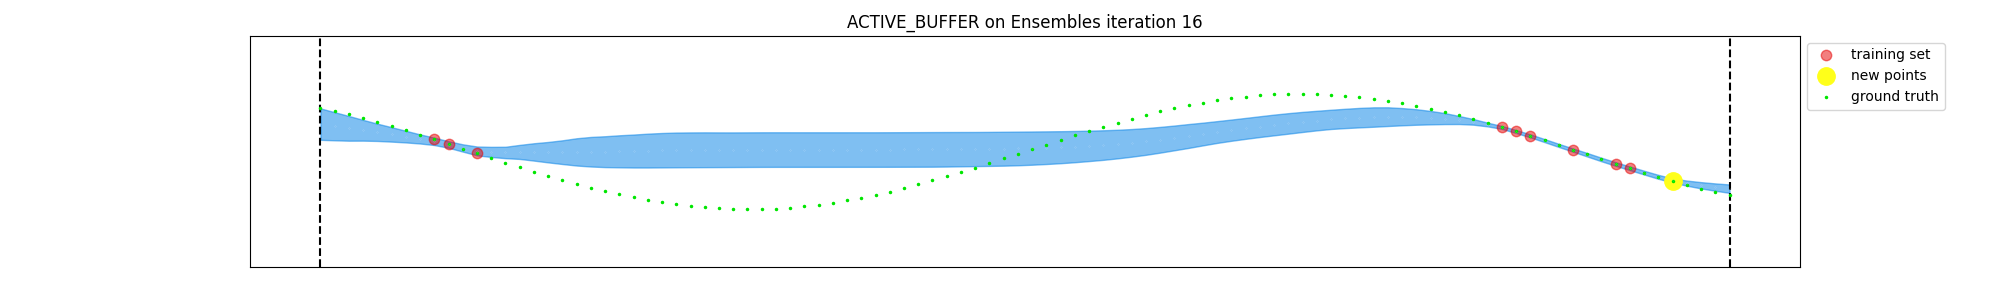 ACTIVE_BUFFER on Ensembles iteration 16
training set
new points
ground truth